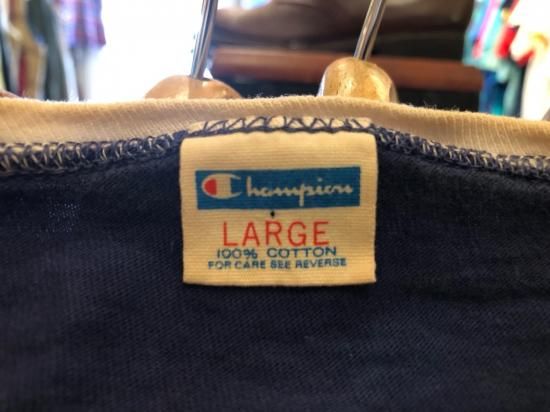 Champion
LARGE
100% COTTON
FOR CARE SEE REVERSE